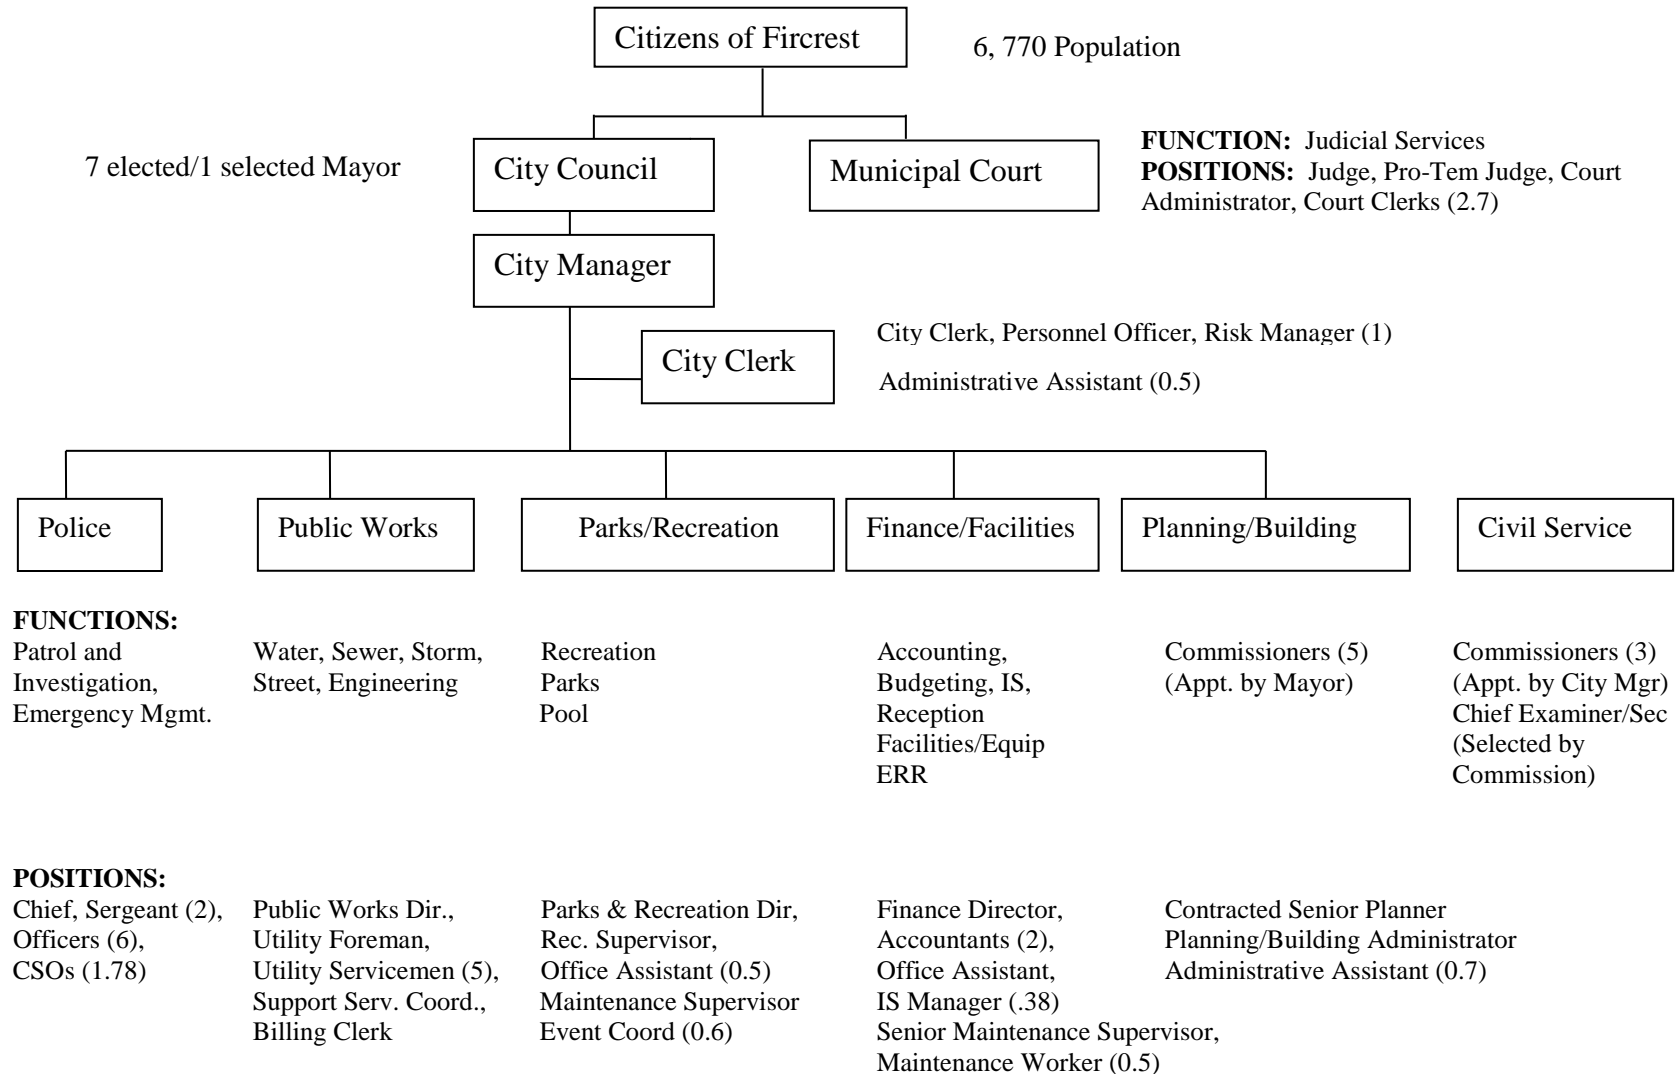 Citizens of Fircrest
6, 770 Population
7 elected/1 selected Mayor
City Council
Municipal Court
FUNCTION: Judicial Services
POSITIONS: Judge, Pro-Tem Judge, Court
Administrator, Court Clerks (2.7)
City Manager
City Clerk
City Clerk, Personnel Officer, Risk Manager (1)
Administrative Assistant (0.5)
Police
Public Works
Parks/Recreation
Finance/Facilities
Planning/Building
Civil Service
FUNCTIONS:
Patrol and
Investigation,
Emergency Mgmt.
Water, Sewer, Storm,
Street, Engineering
Recreation
Parks
Pool
Accounting,
Budgeting, IS,
Reception
Facilities/Equip
ERR
Commissioners (5)
(Appt. by Mayor)
Commissioners (3)
(Appt. by City Mgr)
Chief Examiner/Sec
(Selected by
Commission)
POSITIONS:
Chief, Sergeant (2),
Officers (6),
CSOs (1.78)
Public Works Dir.,
Utility Foreman,
Utility Servicemen (5),
Support Serv. Coord.,
Billing Clerk
Parks & Recreation Dir,
Rec. Supervisor,
Office Assistant (0.5)
Maintenance Supervisor
Event Coord (0.6)
Finance Director,
Accountants (2),
Office Assistant,
IS Manager (.38)
Senior Maintenance Supervisor,
Maintenance Worker (0.5)
Contracted Senior Planner
Planning/Building Administrator
Administrative Assistant (0.7)